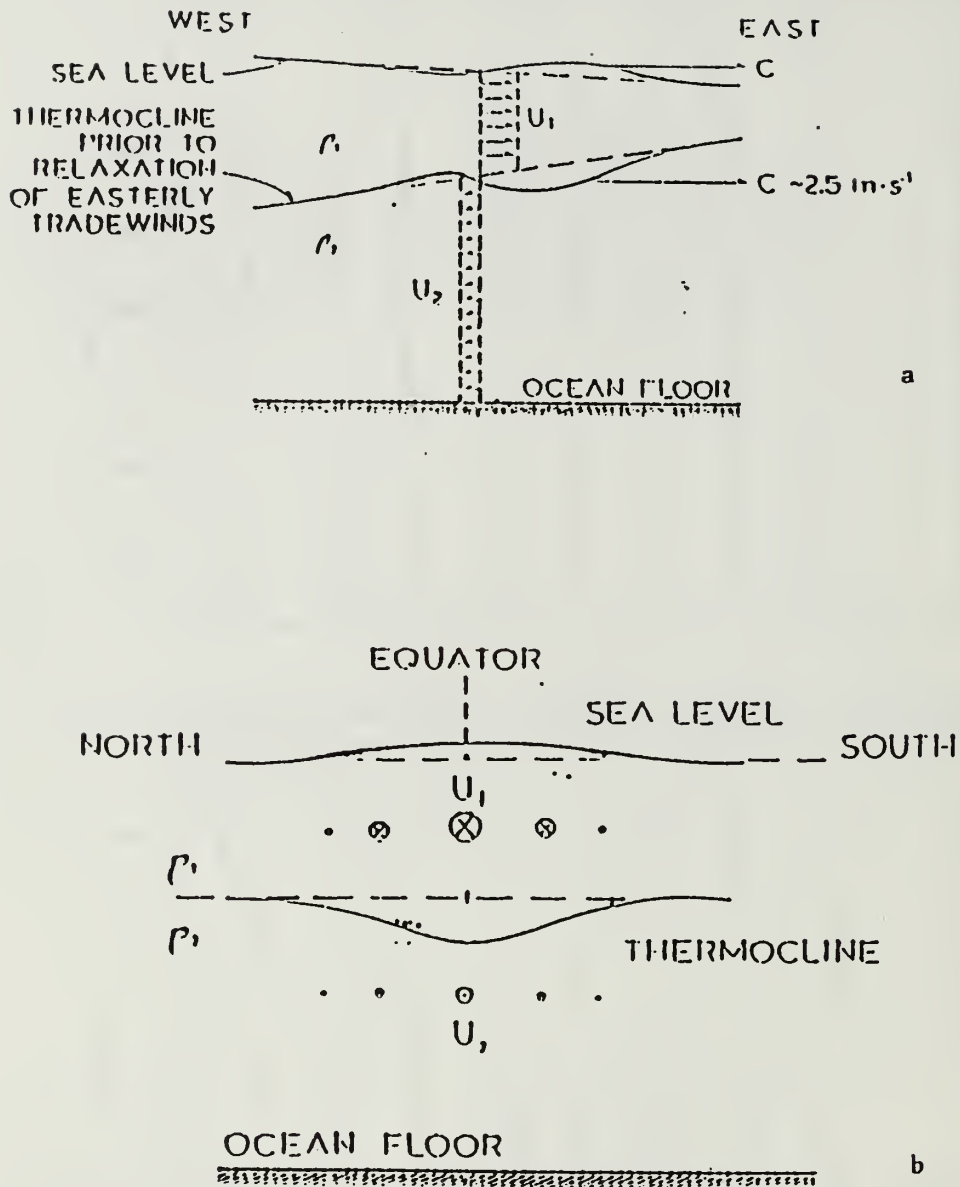 WEST
EAST
SEA LEVEL
C
THERMOCLINE
PRIOR TO
RELAXATION
OF EASTERLY
TRADEWINDS
U₁
C ~2.5 m·s⁻¹
U₂
OCEAN FLOOR
a
EQUATOR
SEA LEVEL
NORTH
SOUTH
U₁
THERMOCLINE
OCEAN FLOOR
b